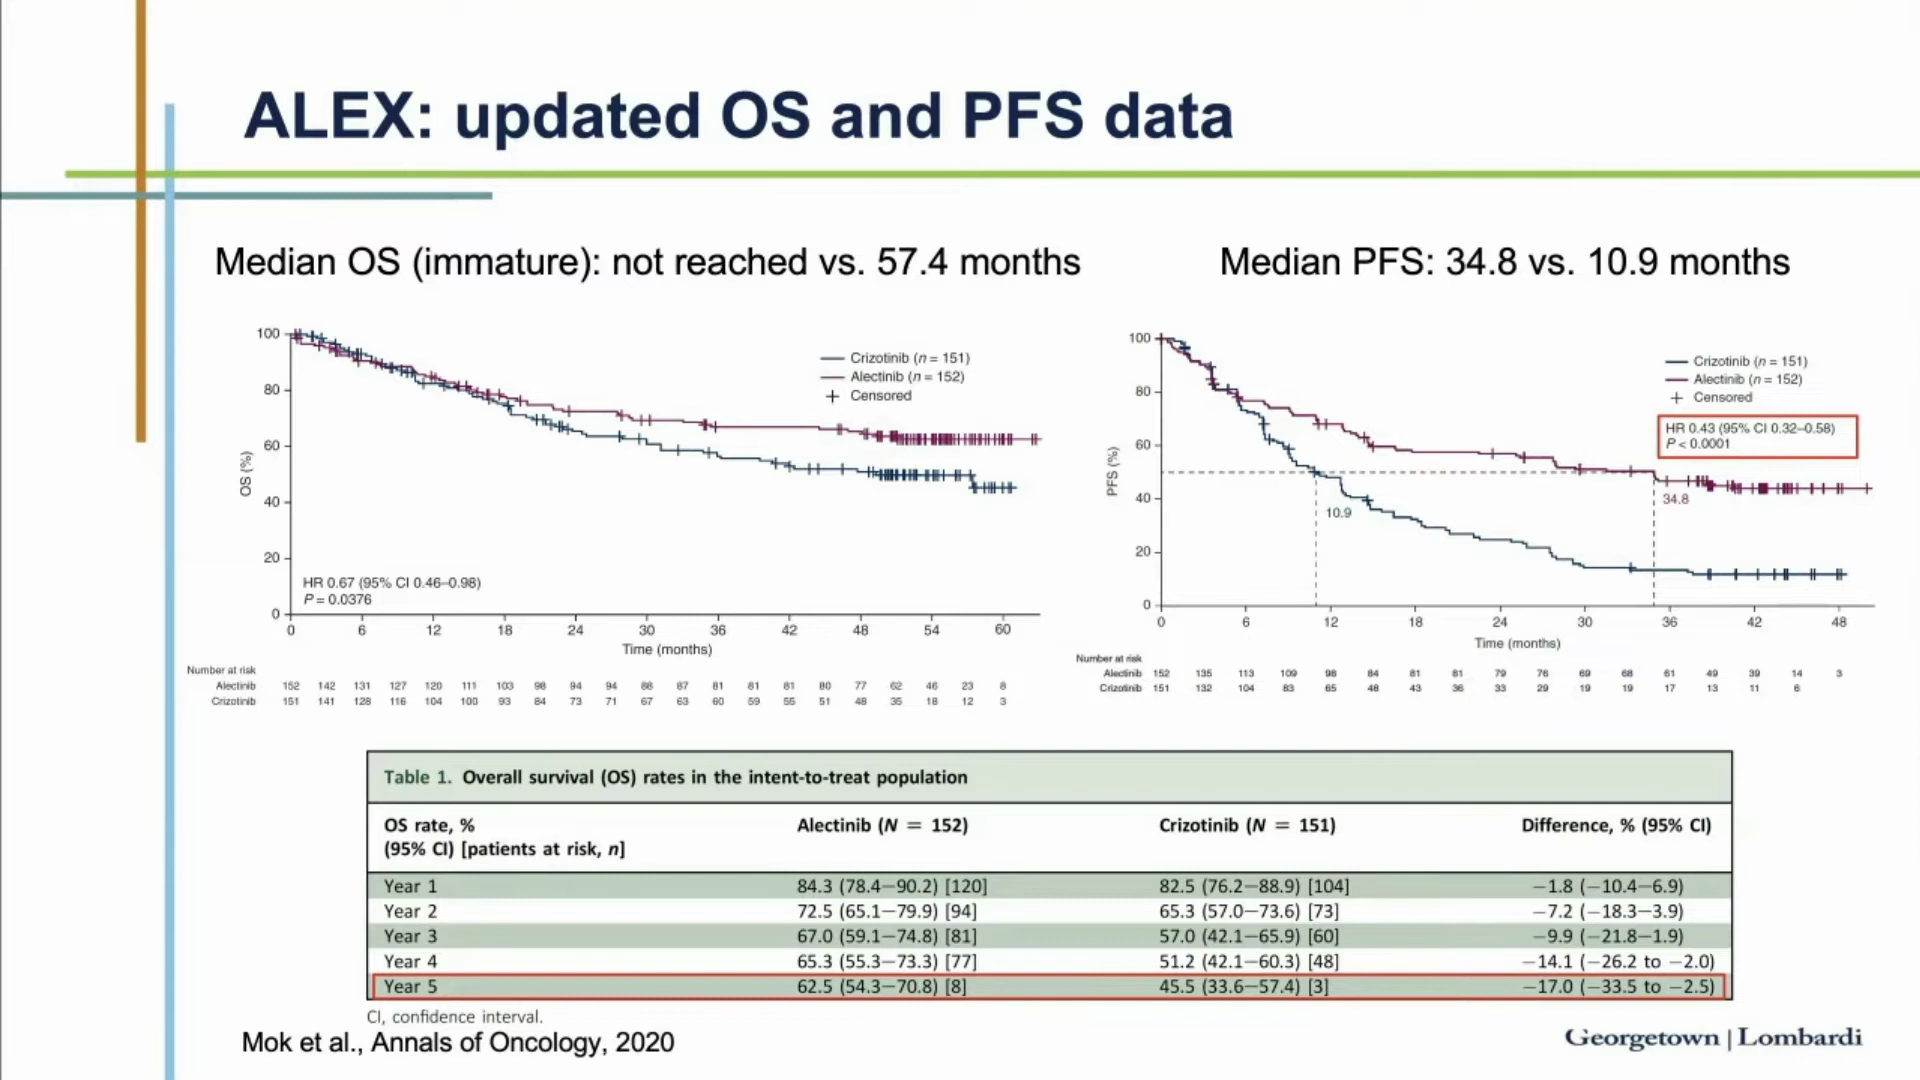 ALEX: updated OS and PFS data
Median OS (immature): not reached vs. 57.4 months
Median PFS: 34.8 vs. 10.9 months
100
80
60
40
20
0
OS (%)
Crizotinib (n = 151)
Alectinib (n = 152)
Censored
HR 0.67 (95% CI 0.46–0.98)
P = 0.0376
0 6 12 18 24 30 36 42 48 54 60
Time (months)
Number at risk
Alectinib 152 142 131 127 120 111 103 98 94 94 88 87 81 81 81 80 77 62 46 23 8
Crizotinib 151 141 128 116 104 100 93 84 73 71 67 63 60 59 55 51 48 35 18 12 3
100
80
60
40
20
0
PFS (%)
Crizotinib (n = 151)
Alectinib (n = 152)
Censored
HR 0.43 (95% CI 0.32–0.58)
P < 0.0001
10.9
34.8
0 6 12 18 24 30 36 42 48
Time (months)
Number at risk
Alectinib 152 135 113 109 98 84 81 81 79 76 69 68 61 49 39 14 3
Crizotinib 151 132 104 83 65 48 43 36 33 29 19 19 17 13 11 6
Table 1. Overall survival (OS) rates in the intent-to-treat population
OS rate, % Alectinib (N = 152) Crizotinib (N = 151) Difference, % (95% CI)
(95% CI) [patients at risk, n]
Year 1 84.3 (78.4–90.2) [120] 82.5 (76.2–88.9) [104] −1.8 (−10.4–6.9)
Year 2 72.5 (65.1–79.9) [94] 65.3 (57.0–73.6) [73] −7.2 (−18.3–3.9)
Year 3 67.0 (59.1–74.8) [81] 57.0 (42.1–65.9) [60] −9.9 (−21.8–1.9)
Year 4 65.3 (55.3–73.3) [77] 51.2 (42.1–60.3) [48] −14.1 (−26.2 to −2.0)
Year 5 62.5 (54.3–70.8) [8] 45.5 (33.6–57.4) [3] −17.0 (−33.5 to −2.5)
CI, confidence interval.
Mok et al., Annals of Oncology, 2020
Georgetown | Lombardi